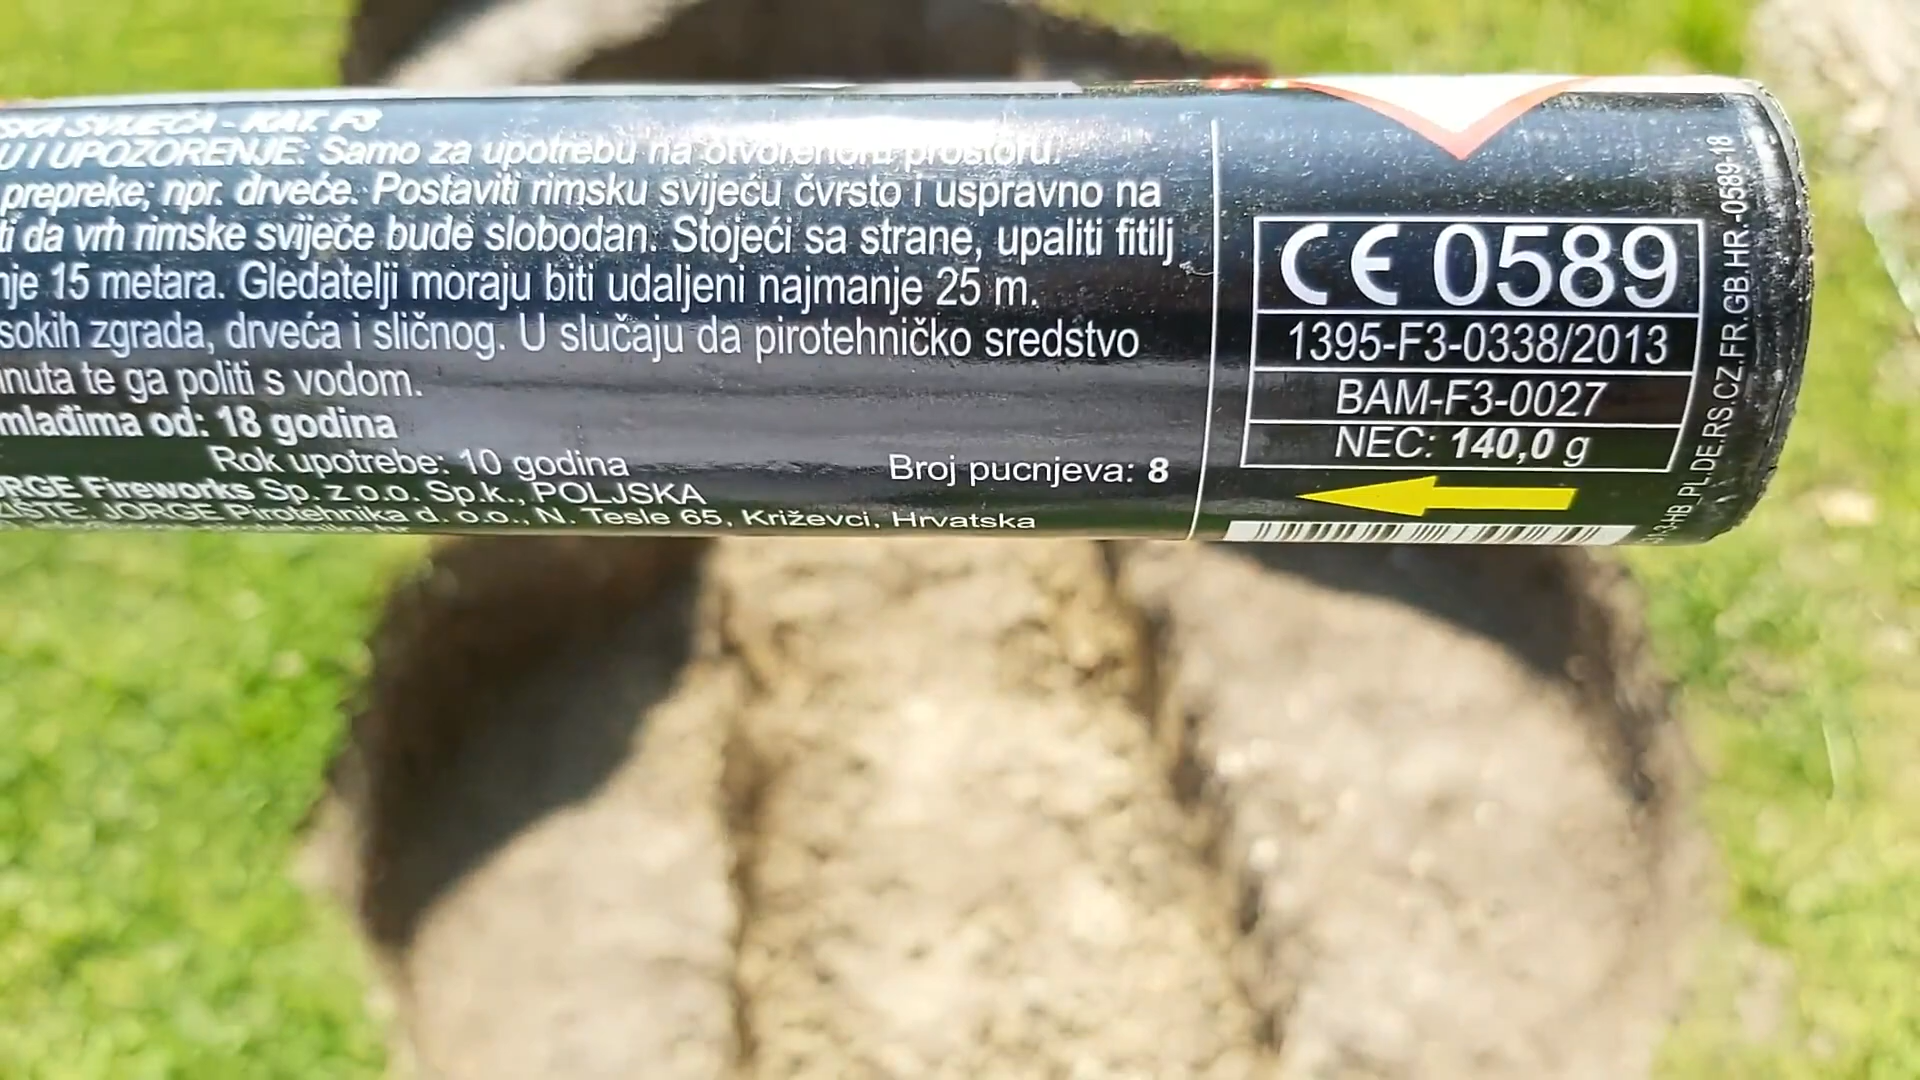 SKA SVIJEĆA - KAT. F3
U I UPOZORENJE: Samo za upotrebu na otvorenom prostoru.
prepreke; npr. drveće. Postaviti rimsku svijeću čvrsto i uspravno na
ti da vrh rimske svijeće bude slobodan. Stojeći sa strane, upaliti fitilj
nje 15 metara. Gledatelji moraju biti udaljeni najmanje 25 m.
sokih zgrada, drveća i sličnog. U slučaju da pirotehničko sredstvo
nuta te ga politi s vodom.
mlađima od: 18 godina
Rok upotrebe: 10 godina
Broj pucnjeva: 8
RGE Fireworks Sp. z o.o. Sp.k., POLJSKA
ZIŠTE: JORGE Pirotehnika d. o.o., N. Tesle 65, Križevci, Hrvatska
CE 0589
1395-F3-0338/2013
BAM-F3-0027
NEC: 140,0 g
3-HB_PL.DE.RS.CZ.FR.GB.HR.-0589-18